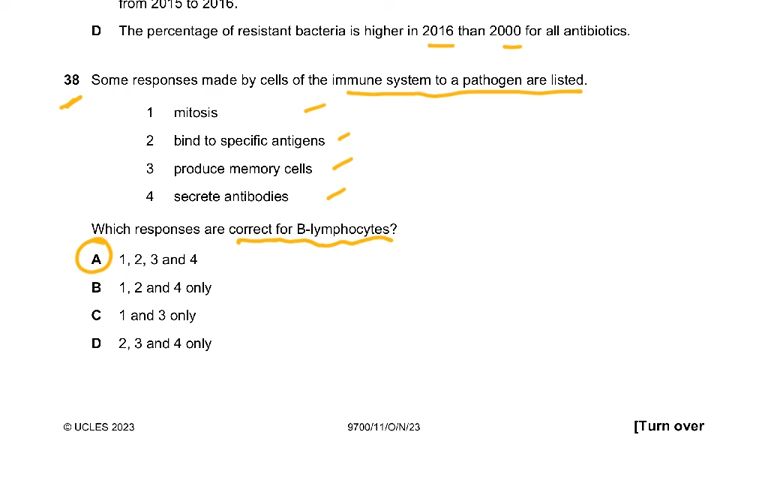 from 2015 to 2016.
D The percentage of resistant bacteria is higher in 2016 than 2000 for all antibiotics.
38 Some responses made by cells of the immune system to a pathogen are listed.
1 mitosis
2 bind to specific antigens
3 produce memory cells
4 secrete antibodies
Which responses are correct for B-lymphocytes?
A 1, 2, 3 and 4
B 1, 2 and 4 only
C 1 and 3 only
D 2, 3 and 4 only
© UCLES 2023 9700/11/O/N/23 [Turn over